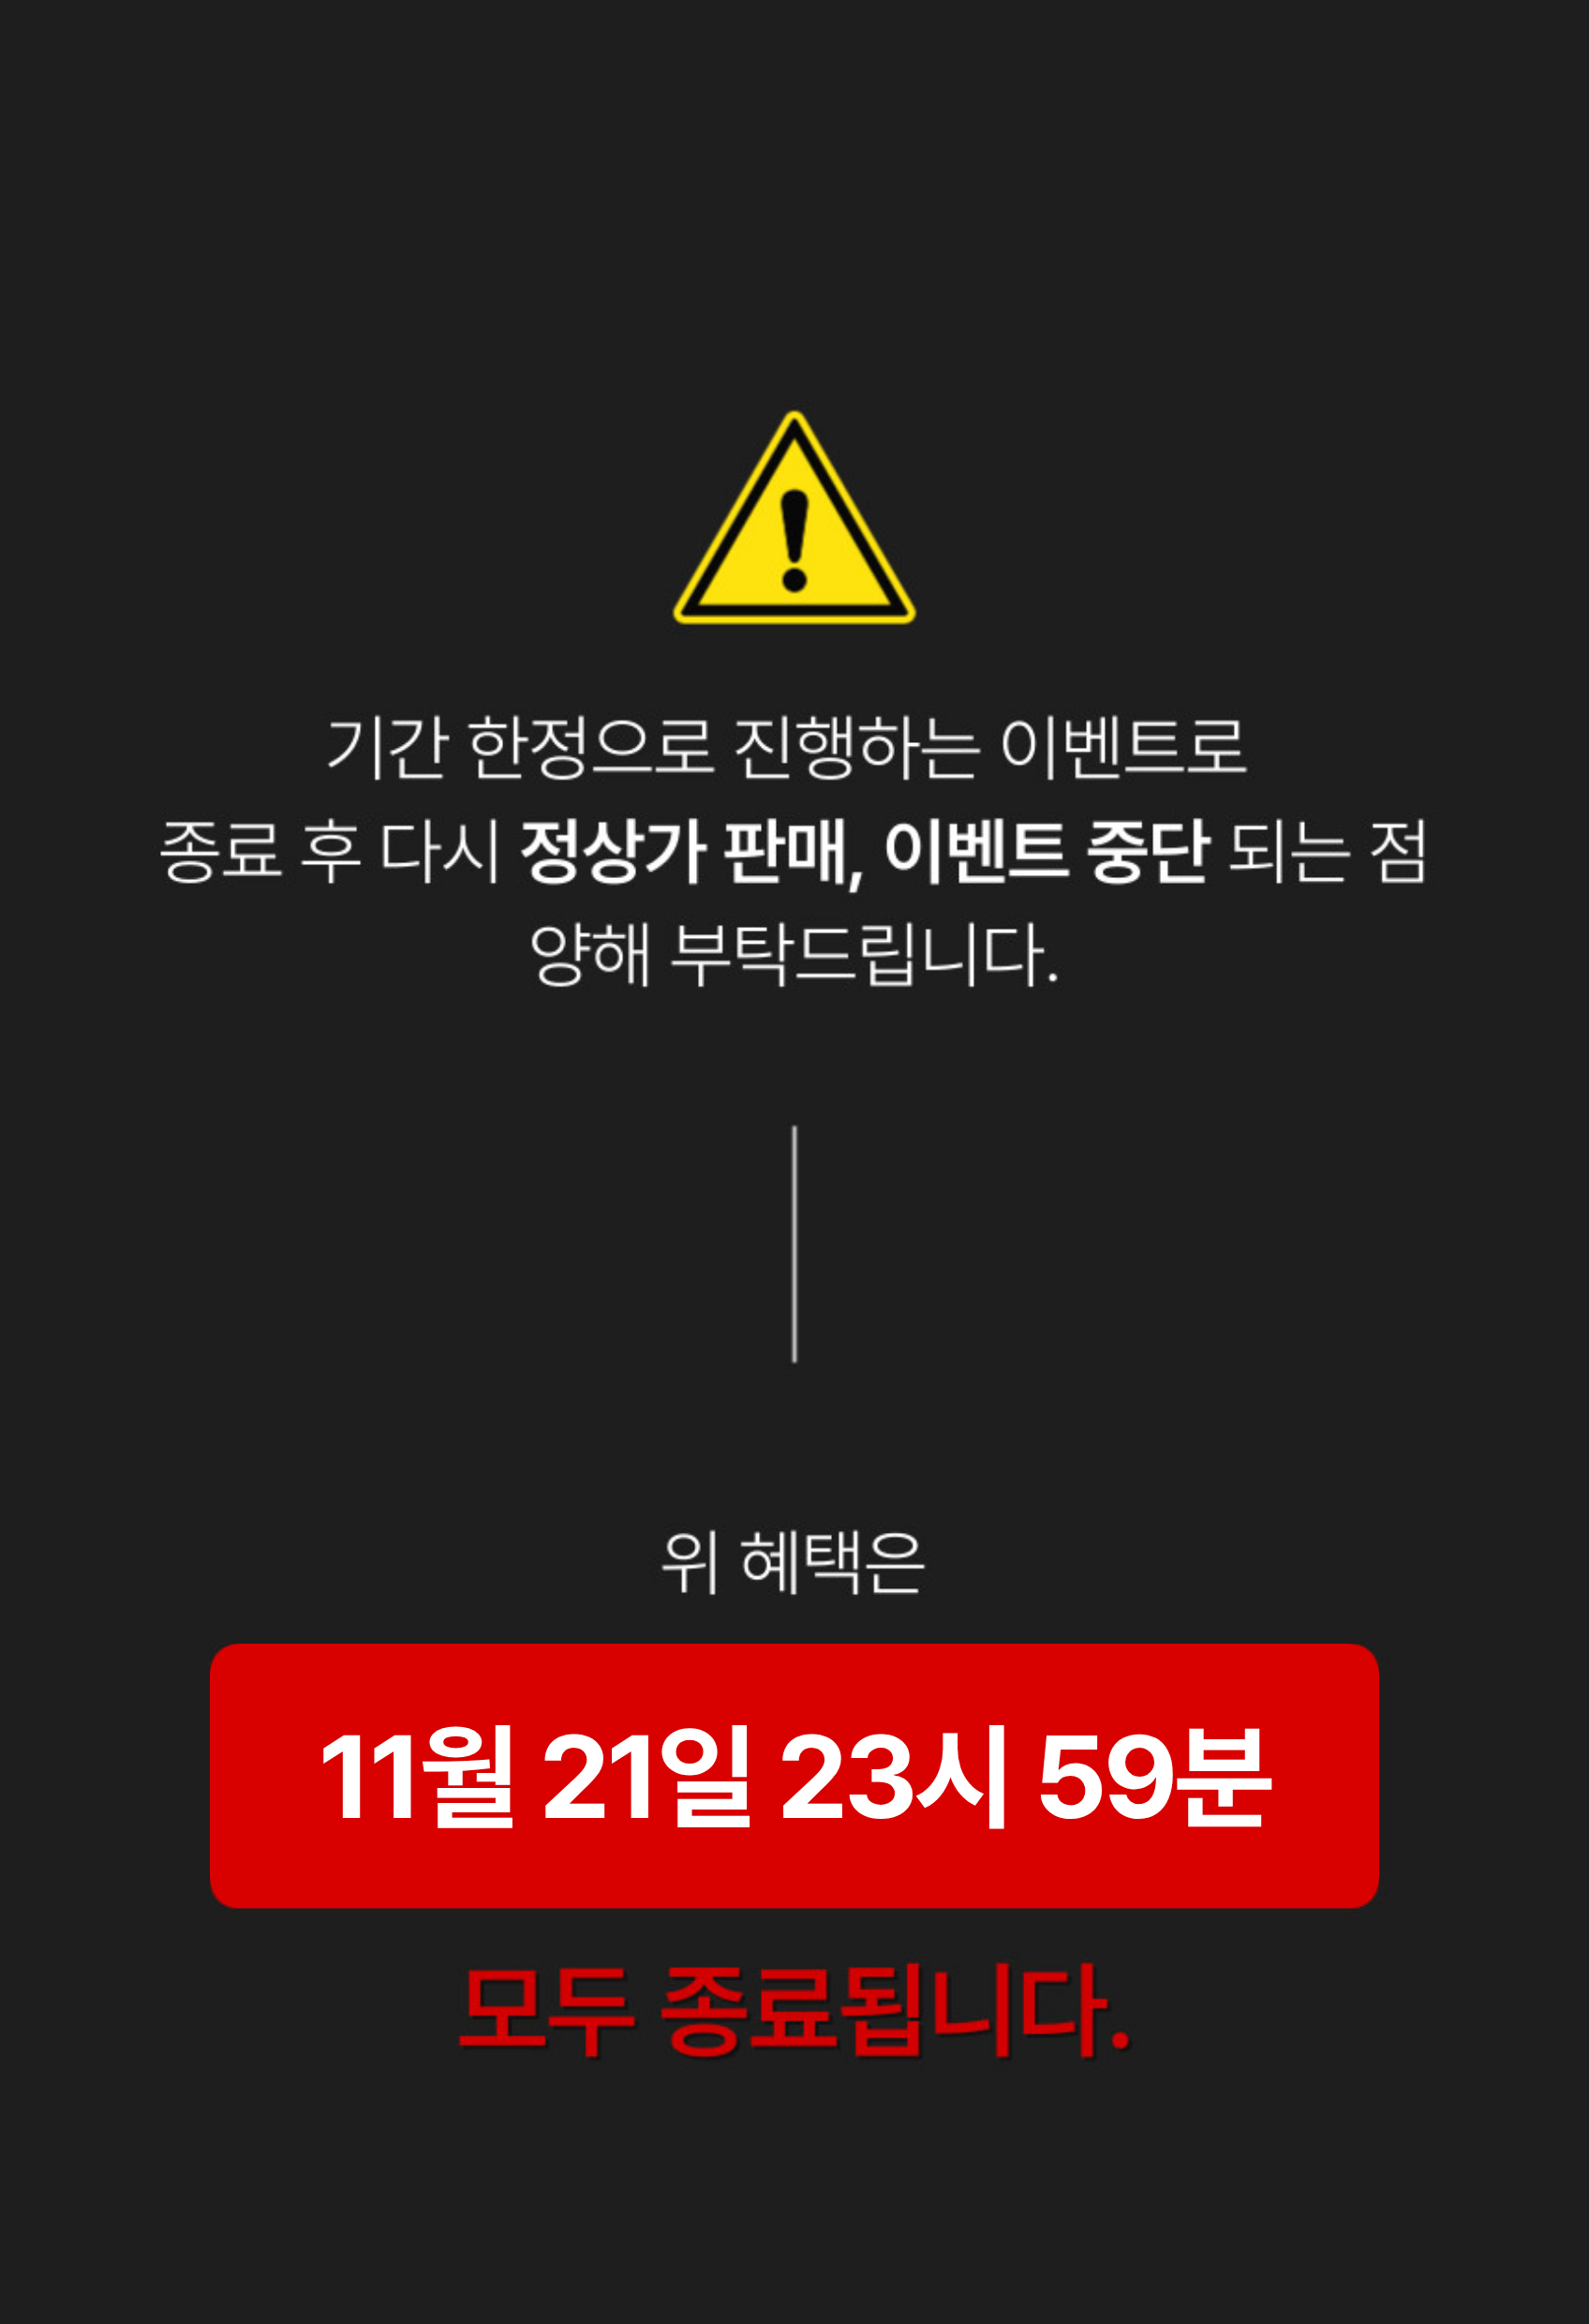 기간 한정으로 진행하는 이벤트로
종료 후 다시 정상가 판매, 이벤트 중단 되는 점
양해 부탁드립니다.
위 혜택은
11월 21일 23시 59분
모두 종료됩니다.